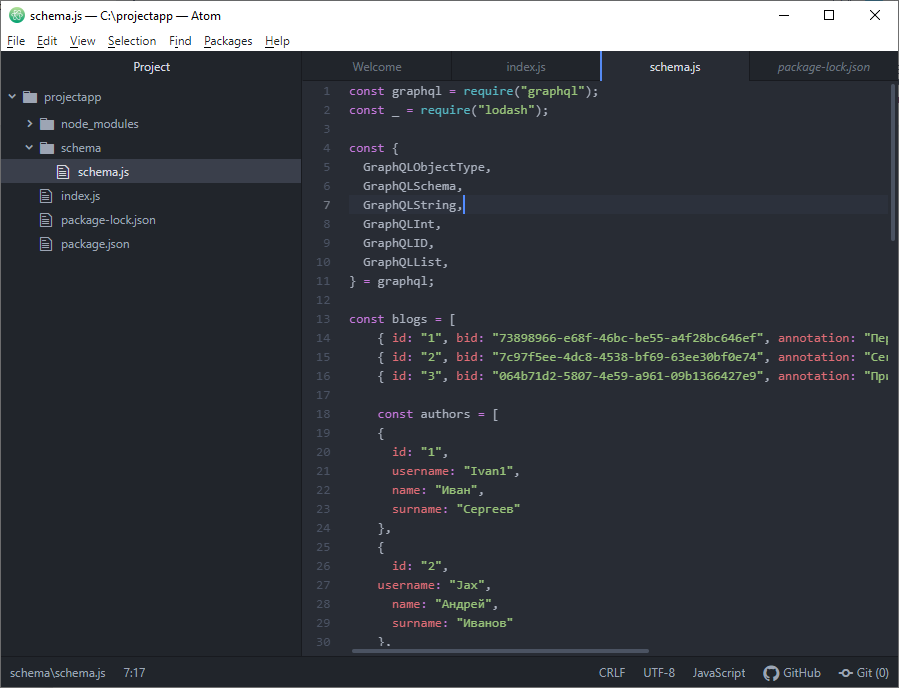 schema.js — C:\projectapp — Atom
File Edit View Selection Find Packages Help
Project
Welcome index.js schema.js package-lock.json
projectapp
node_modules
schema
schema.js
index.js
package-lock.json
package.json
1 const graphql = require("graphql");
2 const _ = require("lodash");
3
4 const {
5 GraphQLObjectType,
6 GraphQLSchema,
7 GraphQLString,
8 GraphQLInt,
9 GraphQLID,
10 GraphQLList,
11 } = graphql;
12
13 const blogs = [
14 { id: "1", bid: "73898966-e68f-46bc-be55-a4f28bc646ef", annotation: "Пер
15 { id: "2", bid: "7c97f5ee-4dc8-4538-bf69-63ee30bf0e74", annotation: "Сег
16 { id: "3", bid: "064b71d2-5807-4e59-a961-09b1366427e9", annotation: "При
17
18 const authors = [
19 {
20 id: "1",
21 username: "Ivan1",
22 name: "Иван",
23 surname: "Сергеев"
24 },
25 {
26 id: "2",
27 username: "Jax",
28 name: "Андрей",
29 surname: "Иванов"
30 },
schema\schema.js 7:17 CRLF UTF-8 JavaScript GitHub Git (0)